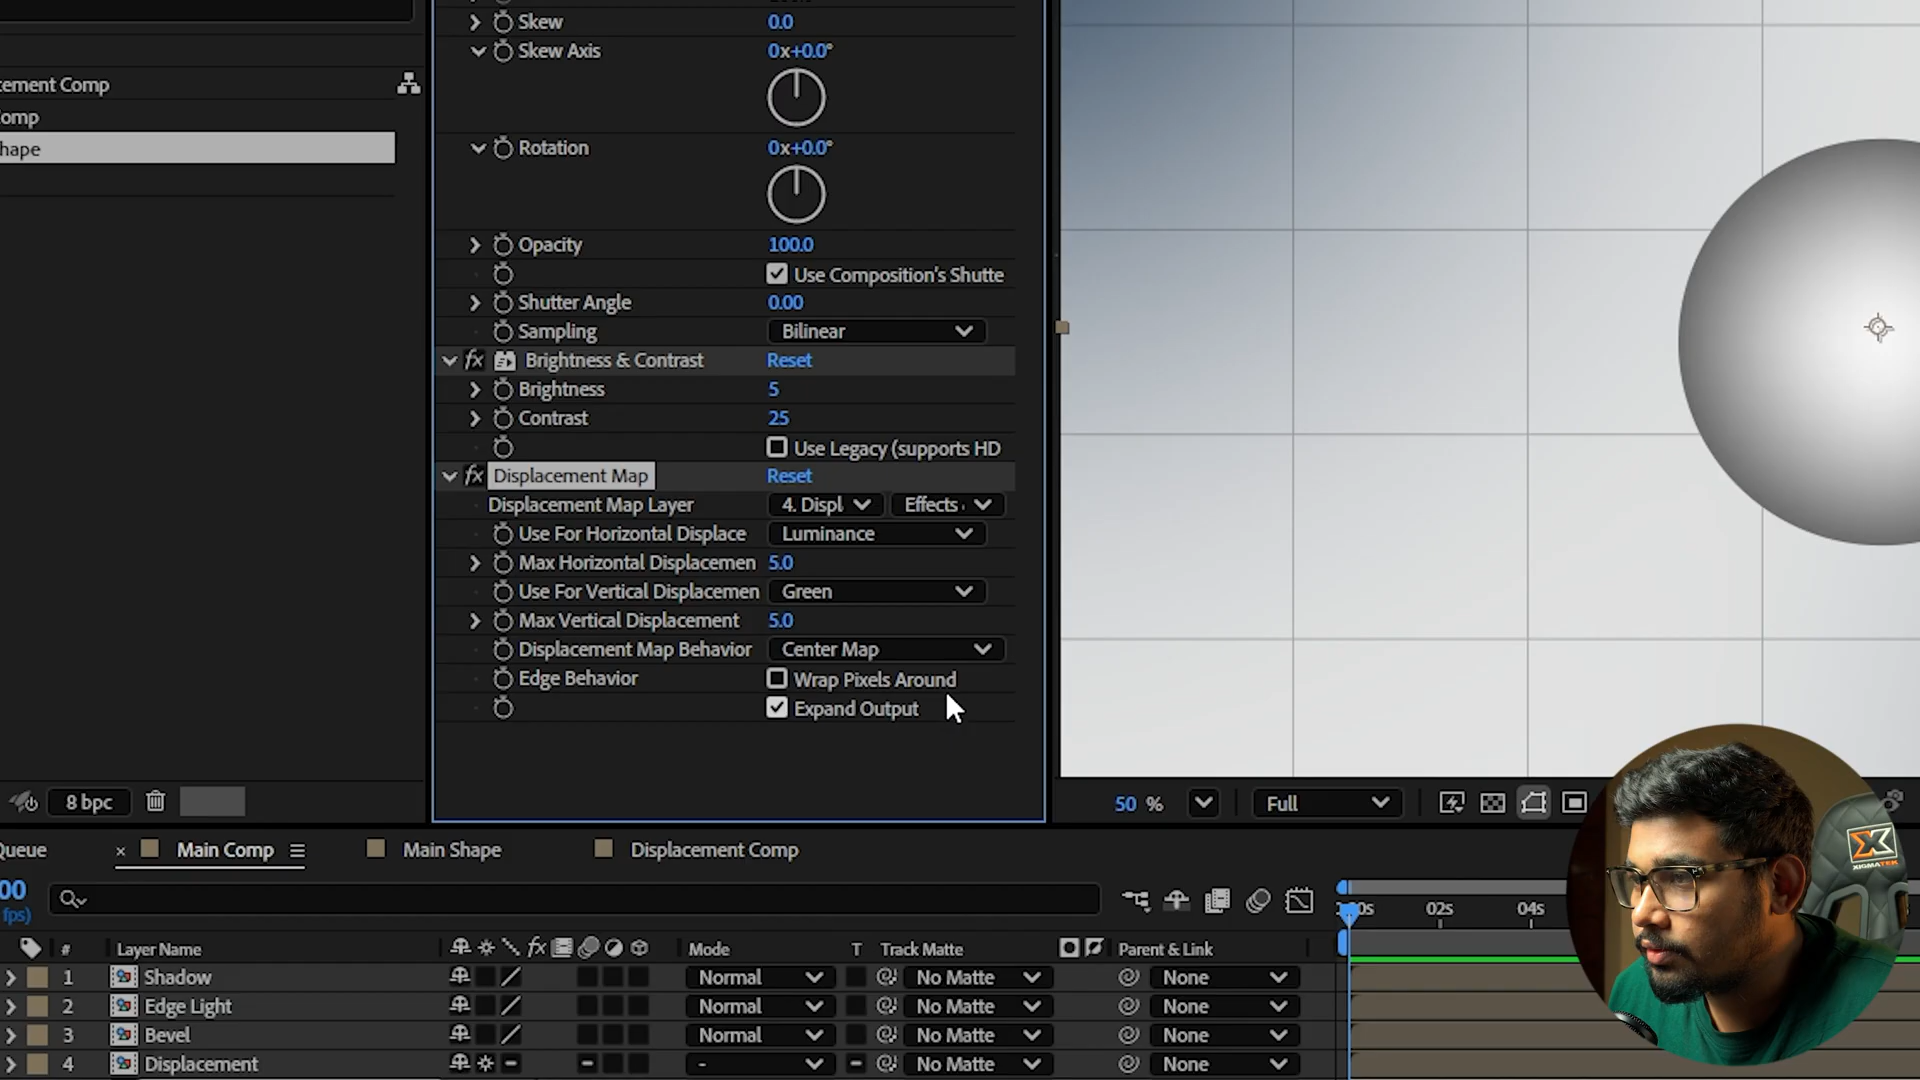 Skew 0.0
Skew Axis 0x+0.0°
cement Comp
Comp
hape
Rotation 0x+0.0°
Opacity 100.0
Use Composition's Shutte
Shutter Angle 0.00
Sampling Bilinear
fx Brightness & Contrast Reset
Brightness 5
Contrast 25
Use Legacy (supports HD
fx Displacement Map Reset
Displacement Map Layer 4. Displ Effects
Use For Horizontal Displace Luminance
Max Horizontal Displacemen 5.0
Use For Vertical Displacemen Green
Max Vertical Displacement 5.0
Displacement Map Behavior Center Map
Edge Behavior Wrap Pixels Around
Expand Output
8 bpc
50 % Full
Queue × Main Comp Main Shape Displacement Comp
00
fps)
02s 04s
# Layer Name fx Mode T Track Matte Parent & Link
1 Shadow Normal No Matte None
2 Edge Light Normal No Matte None
3 Bevel Normal No Matte None
4 Displacement - No Matte None
XIGMATEK